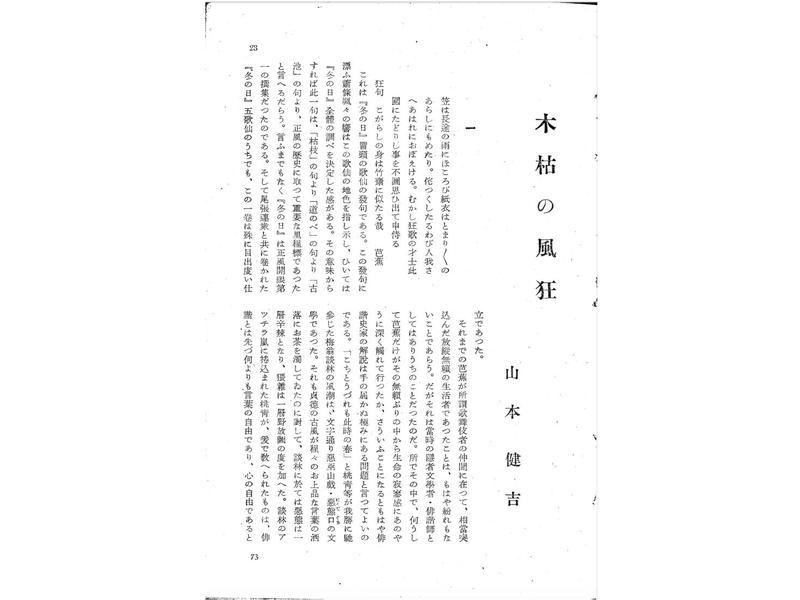 23
木枯の風狂
山本健吉
一
笠は長途の雨にほころび紙衣はとまり〳〵の
あらしにもめたり。侘つくしたるわび人我さ
へあはれにおぼえける。むかし狂歌の才士此
國にたどりし事を不圖思ひ出て申侍る
狂句 こがらしの身は竹齋に似たる哉 芭蕉
これは『冬の日』冒頭の歌仙の發句である。この發句に
漂ふ蕭條颯々の響はこの歌仙の地色を指し示し、ひいては
『冬の日』全體の調べを決定した感がある。その意味から
すれば此一句は、「枯枝」の句より「道のべ」の句より「古
池」の句より、正風の歷史に取つて重要な里程標であつた
と言へるだらう。言ふまでもなく『冬の日』は正風開眼第
一の撰集だつたのである。そして尾張連衆と共に卷かれた
『冬の日』五歌仙のうちでも、この一卷は殊に目出度い仕
立であつた。
それまでの芭蕉が所謂歌舞伎者の仲間に在つて、相當突
込んだ放縱無頼の生活者であつたことは、もはや紛れもな
いことであらう。だがそれは當時の隱者文學者・俳諧師と
してはありうちのことだつたのだ。所でその中で、何うし
て芭蕉だけがその無頼ぶりの中から生命の寂寥感にあのや
うに深く觸れて行つたか、さういふことになるともはや俳
諧史家の解說は手の屆かぬ極みにある問題と言つてよいの
である。「こちとうづれも此時の春」と桃靑等が我勝に馳
參じた梅翁談林の風潮は、文字通り惡巫山戲・惡態口の文
學であつた。それも貞德の古風が程々のお上品な言葉の洒
落にお茶を濁してゐたのに對して、談林に於ては惡態は一
層辛辣となり、猥雜は一層野放圖の度を加へた。談林のア
ツチラ嵐に捲込まれた桃靑が、愛で敎へられたものは、俳
諧とは先づ何よりも言葉の自由であり、心の自由であると
73